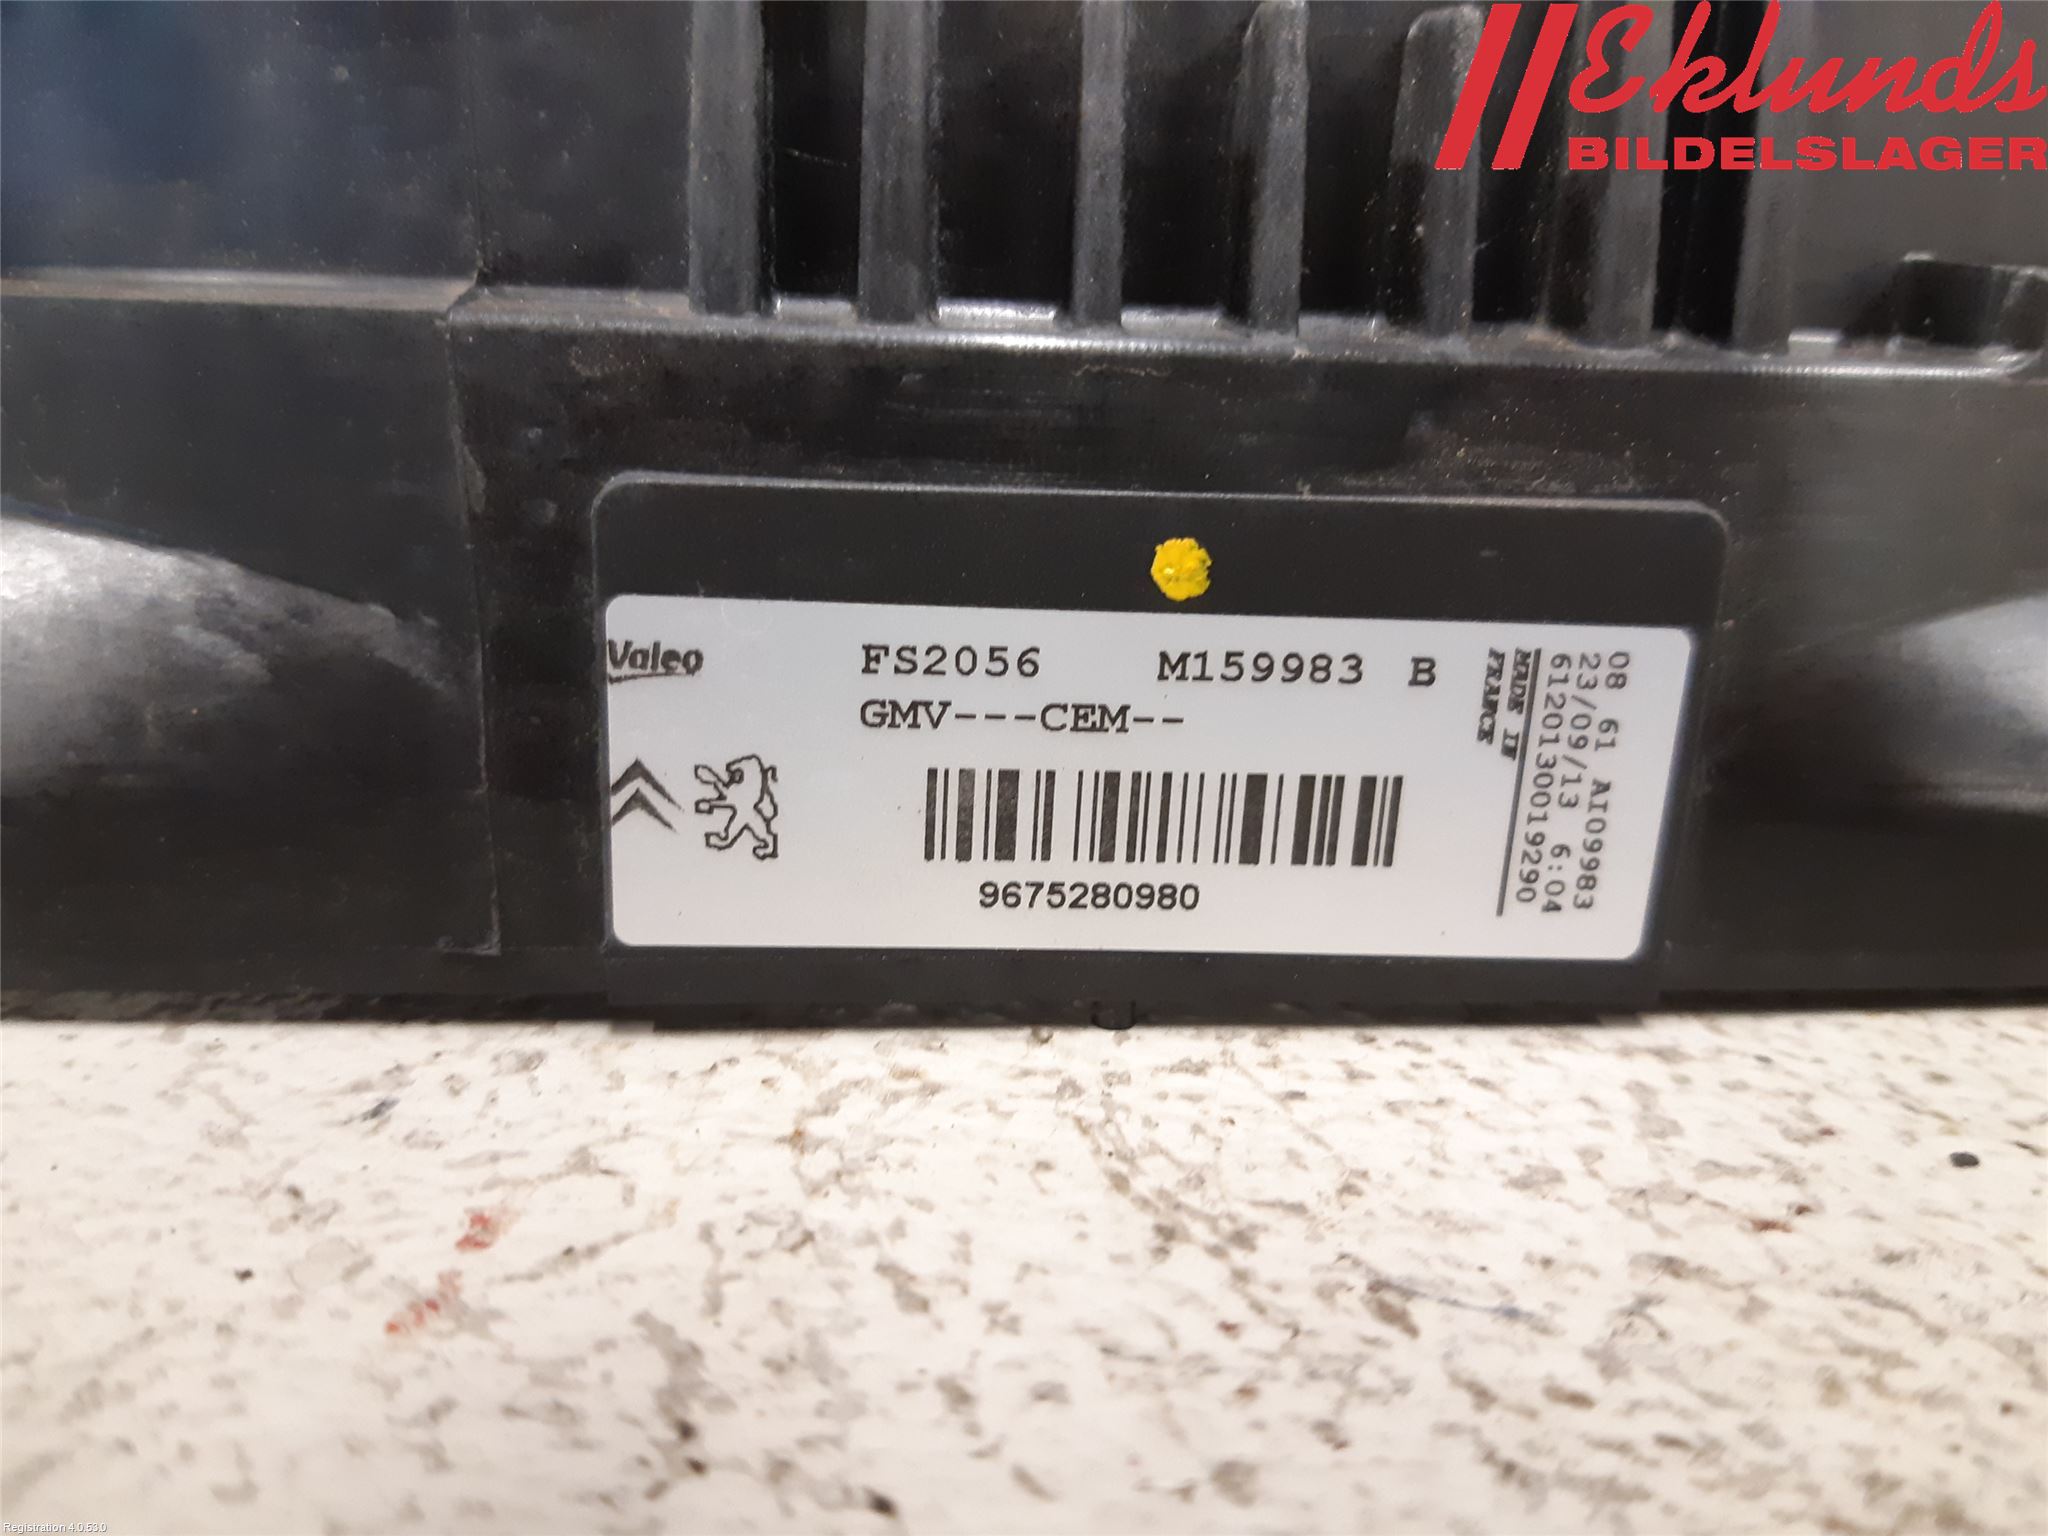 Eklunds
BILDELSLAGER
Valeo
FS2056 M159983 B
GMV---CEM--
9675280980
08 61 AI09983
23/09/13 6:04
6120130019290
MADE IN
FRANCE
Registration 4.0.53.0